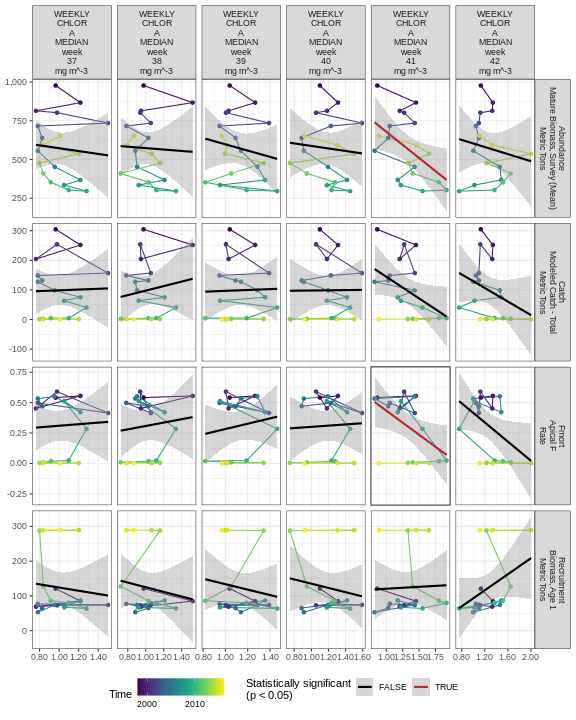 WEEKLY
CHLOR
A
MEDIAN
week
37
mg m^-3
WEEKLY
CHLOR
A
MEDIAN
week
38
mg m^-3
WEEKLY
CHLOR
A
MEDIAN
week
39
mg m^-3
WEEKLY
CHLOR
A
MEDIAN
week
40
mg m^-3
WEEKLY
CHLOR
A
MEDIAN
week
41
mg m^-3
WEEKLY
CHLOR
A
MEDIAN
week
42
mg m^-3
1,000
750
500
250
Abundance
Mature Biomass, Survey (Mean)
Metric Tons
300
200
100
0
-100
Catch
Modeled Catch - Total
Metric Tons
0.75
0.50
0.25
0.00
-0.25
Fmort
Apical F
Rate
300
200
100
0
Recruitment
Biomass, Age 1
Metric Tons
0.80 1.00 1.20 1.40
0.80 1.00 1.20 1.40
0.80 1.00 1.20 1.40
0.80 1.00 1.20 1.40 1.60
1.00 1.25 1.50 1.75
0.80 1.20 1.60 2.00
Time
2000 2010
Statistically significant
(p < 0.05)
FALSE
TRUE